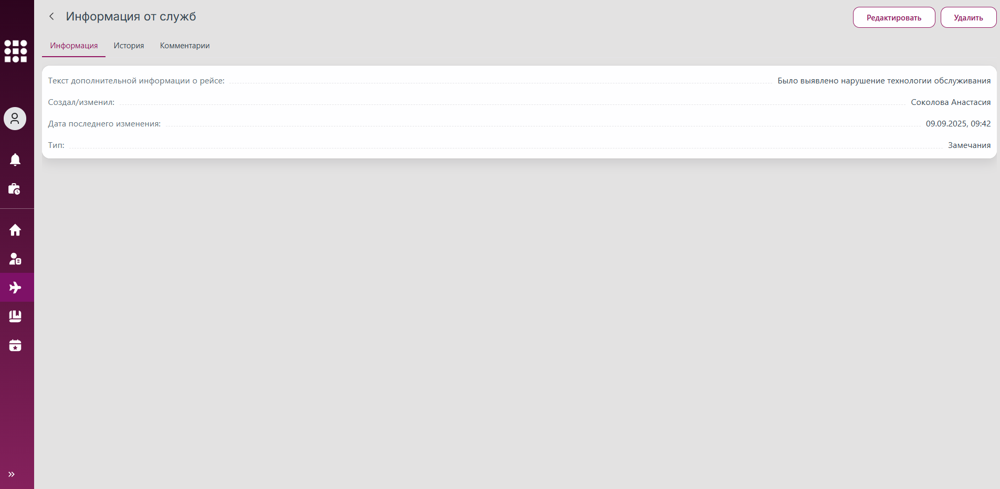 Информация от служб
Редактировать
Удалить
Информация
История
Комментарии
Текст дополнительной информации о рейсе:
Было выявлено нарушение технологии обслуживания
Создал/изменил:
Соколова Анастасия
Дата последнего изменения:
09.09.2025, 09:42
Тип:
Замечания